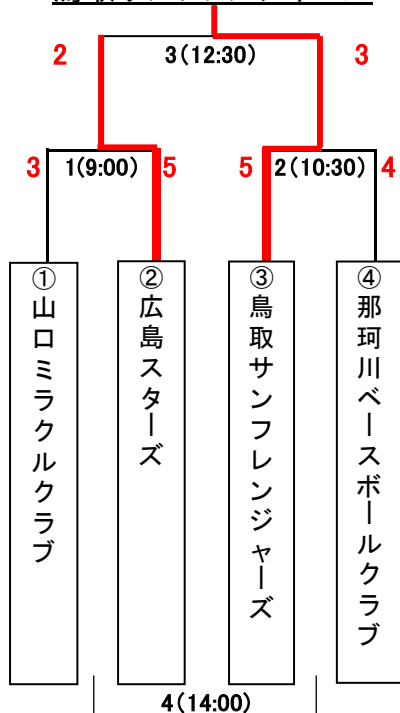 2
3(12:30)
3
3
1(9:00)
5
5
2(10:30)
4
①山口ミラクルクラブ
②広島スターズ
③鳥取サンフレンジャーズ
④那珂川ベースボールクラブ
4(14:00)